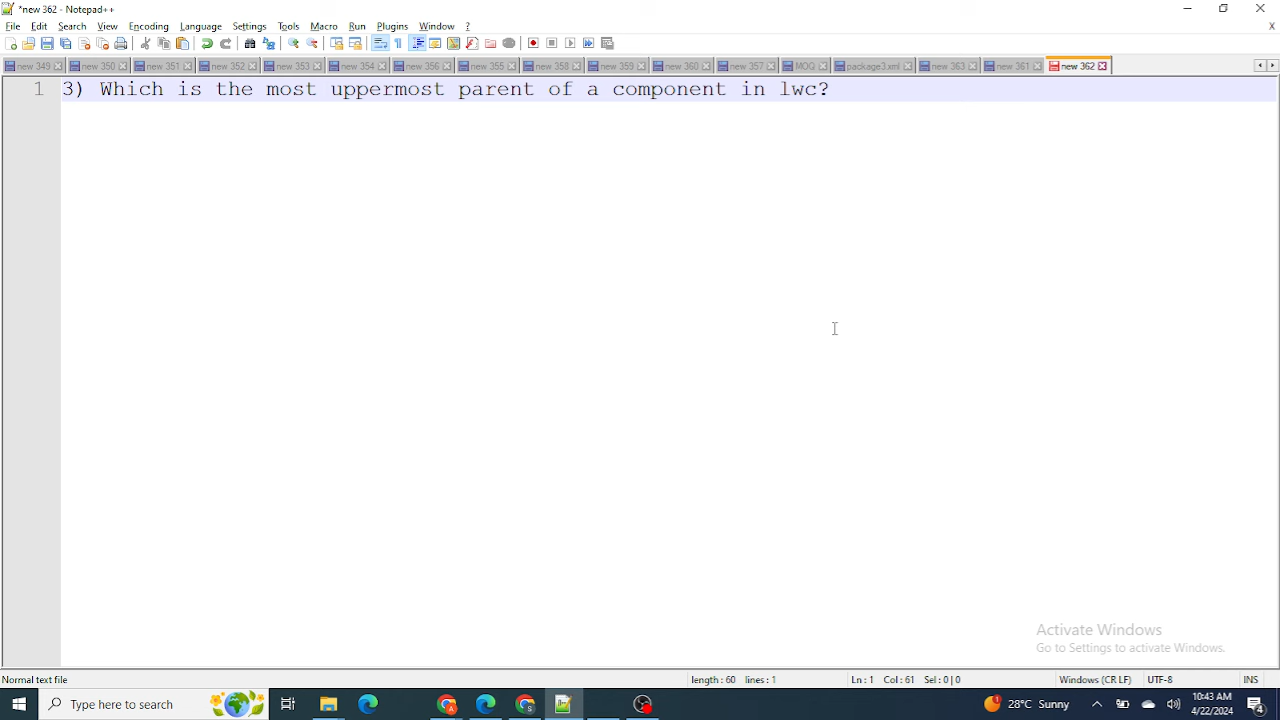 *new 362 - Notepad++
File Edit Search View Encoding Language Settings Tools Macro Run Plugins Window ?
new 349 new 350 new 351 new 352 new 353 new 354 new 356 new 355 new 358 new 359 new 360 new 357 MOQ package3.xml new 363 new 361 new 362
1 3) Which is the most uppermost parent of a component in lwc?
Activate Windows
Go to Settings to activate Windows.
Normal text file length: 60 lines: 1 Ln: 1 Col: 61 Sel: 0 | 0 Windows (CR LF) UTF-8 INS
Type here to search 28°C Sunny 10:43 AM
4/22/2024